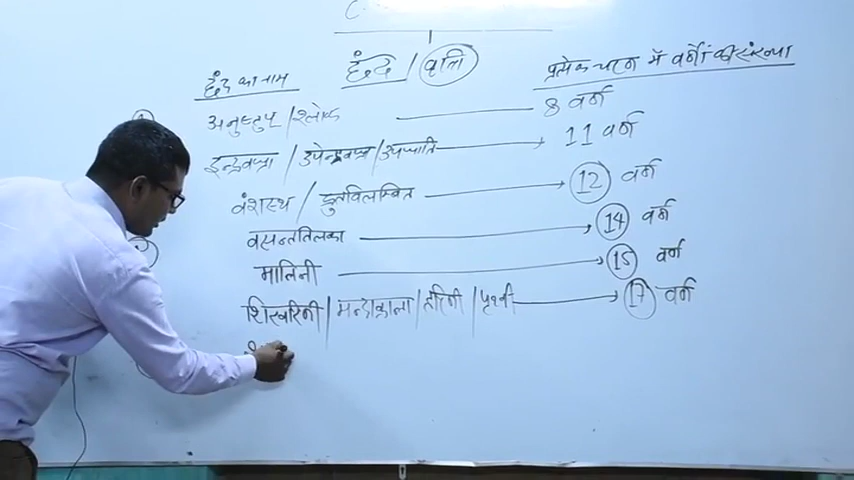 छंद / वृत्ति
छंद का नाम प्रत्येक चरण में वर्णों की संख्या
अनुष्टुप / श्लोक 8 वर्ण
इन्द्रवज्रा / उपेन्द्रवज्रा / उपजाति 11 वर्ण
वंशस्थ / द्रुतविलम्बित 12 वर्ण
वसन्ततिलका 14 वर्ण
मालिनी 15 वर्ण
शिखरिनी / मन्दाक्रान्ता / हरिनी / पृथ्वी 17 वर्ण